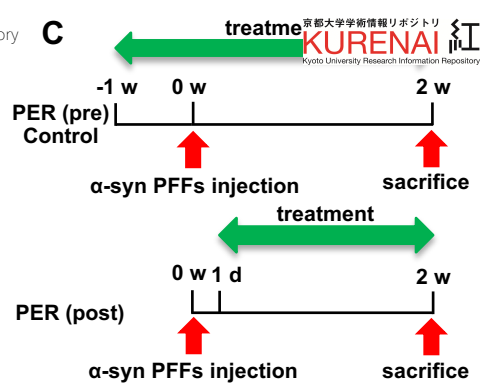 ory
C
treatme
京都大学学術情報リポジトリ
KURENAI 紅
Kyoto University Research Information Repository
-1 w 0 w 2 w
PER (pre)
Control
α-syn PFFs injection sacrifice
treatment
0 w 1 d 2 w
PER (post)
α-syn PFFs injection sacrifice